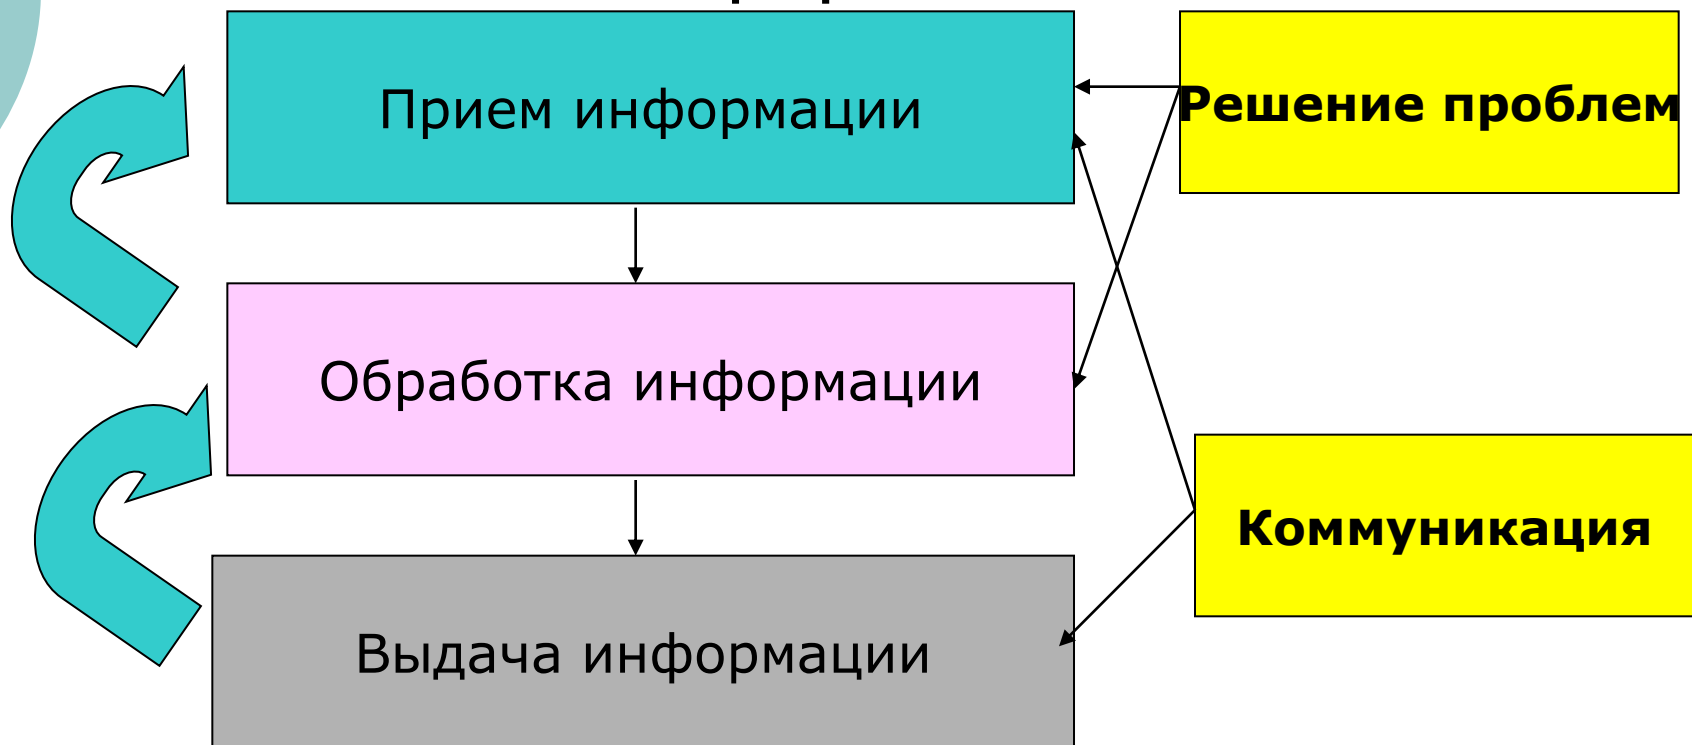 Прием информации
Решение проблем
Обработка информации
Коммуникация
Выдача информации